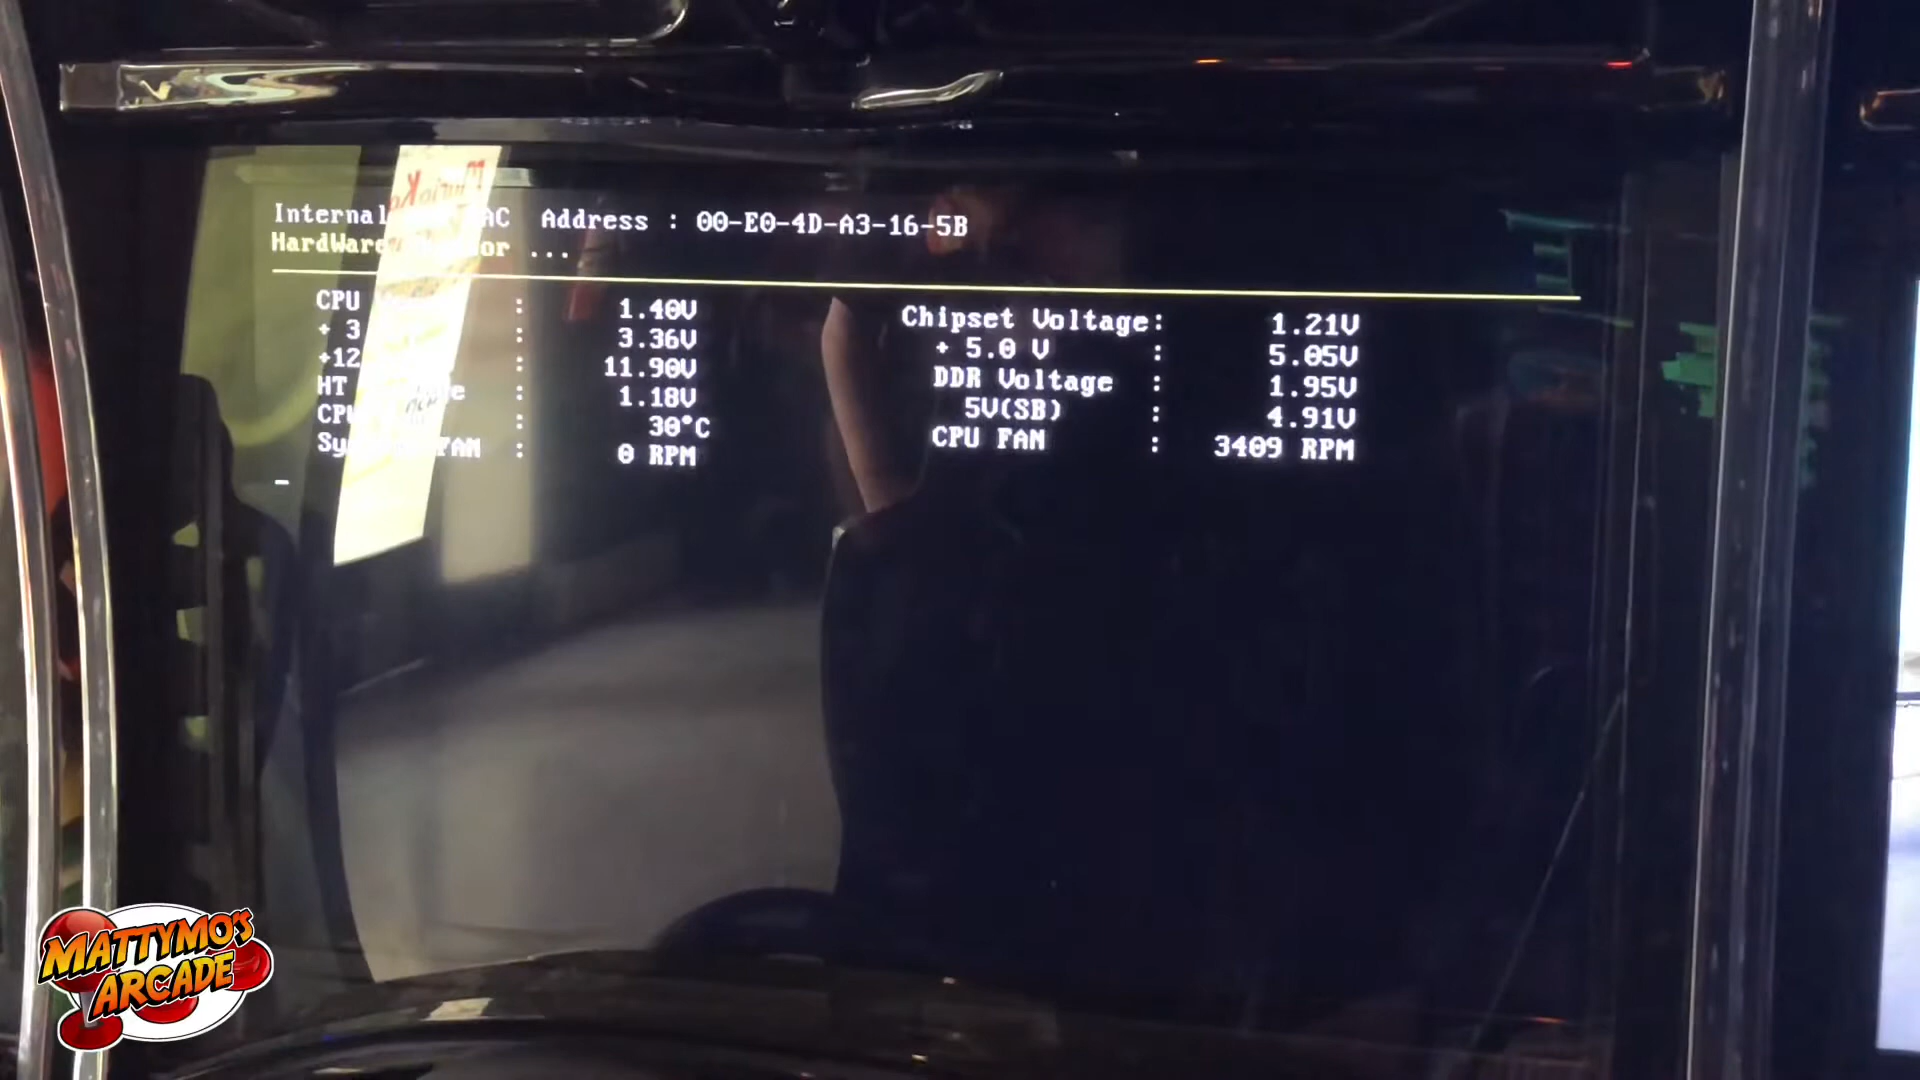 Internal AC Address : 00-E0-4D-A3-16-5B
HardWare or ...
CPU : 1.40V Chipset Voltage: 1.21V
+ 3 : 3.36V + 5.0 V : 5.05V
+12 : 11.90V DDR Voltage : 1.95V
HT e : 1.18V 5V(SB) : 4.91V
CPU : 30°C CPU FAN : 3409 RPM
Sy FAN : 0 RPM
MATTYMO'S
ARCADE